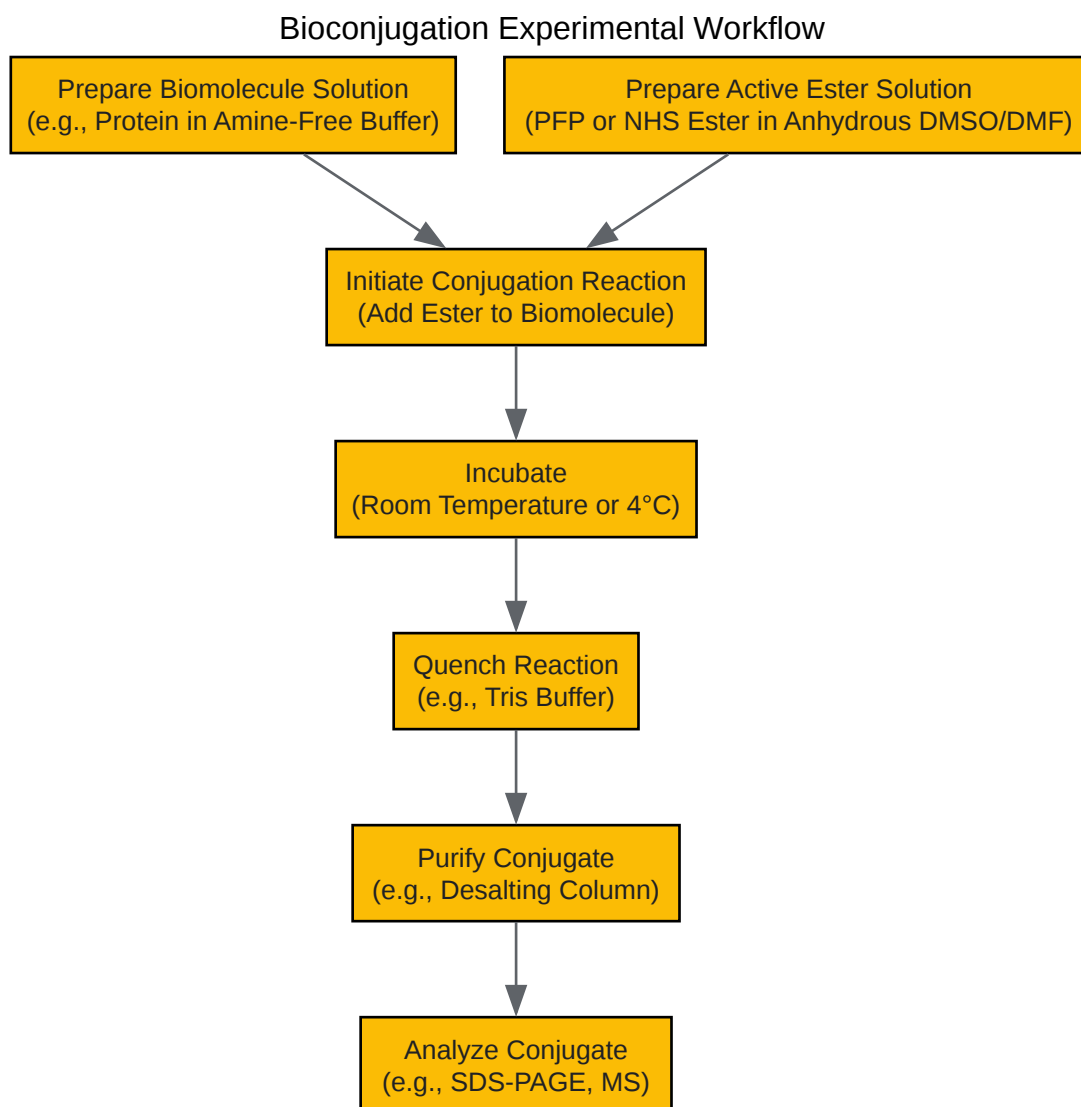 Bioconjugation Experimental Workflow
Prepare Biomolecule Solution
(e.g., Protein in Amine-Free Buffer)
Prepare Active Ester Solution
(PFP or NHS Ester in Anhydrous DMSO/DMF)
Initiate Conjugation Reaction
(Add Ester to Biomolecule)
Incubate
(Room Temperature or 4°C)
Quench Reaction
(e.g., Tris Buffer)
Purify Conjugate
(e.g., Desalting Column)
Analyze Conjugate
(e.g., SDS-PAGE, MS)